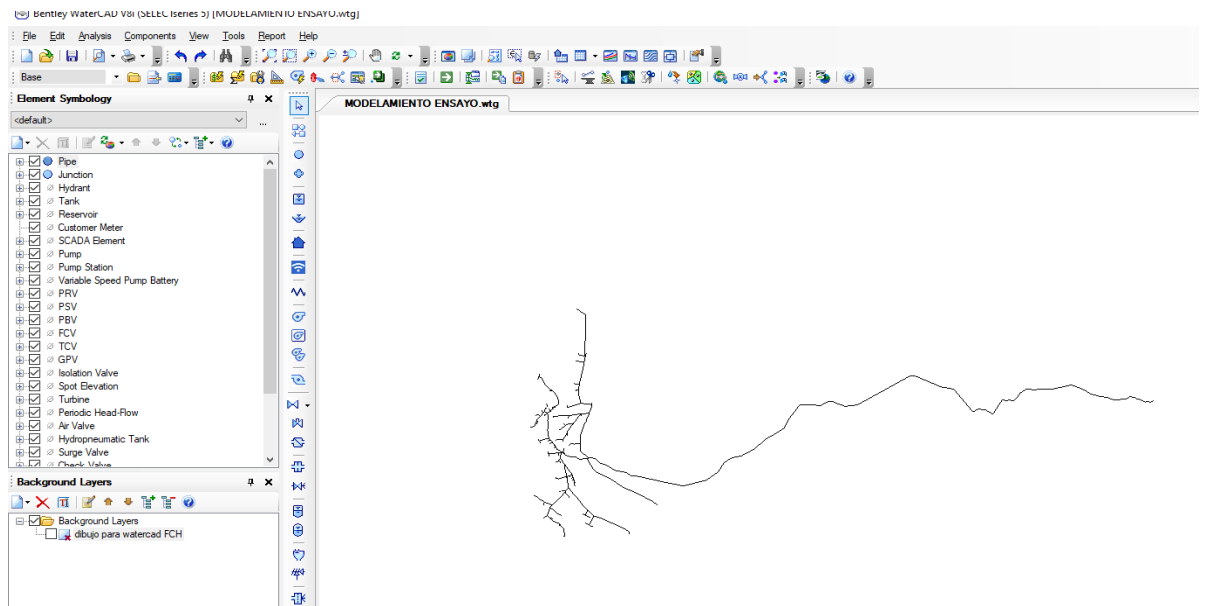 Bentley WaterCAD V8i (SELECTseries 5) [MODELAMIENTO ENSAYO.wtg]
File Edit Analysis Components View Tools Report Help
Base
Element Symbology
<default>
Pipe
Junction
Hydrant
Tank
Reservoir
Customer Meter
SCADA Element
Pump
Pump Station
Variable Speed Pump Battery
PRV
PSV
PBV
FCV
TCV
GPV
Isolation Valve
Spot Elevation
Turbine
Periodic Head-Flow
Air Valve
Hydropneumatic Tank
Surge Valve
Check Valve
Background Layers
Background Layers
dibujo para watercad FCH
MODELAMIENTO ENSAYO.wtg